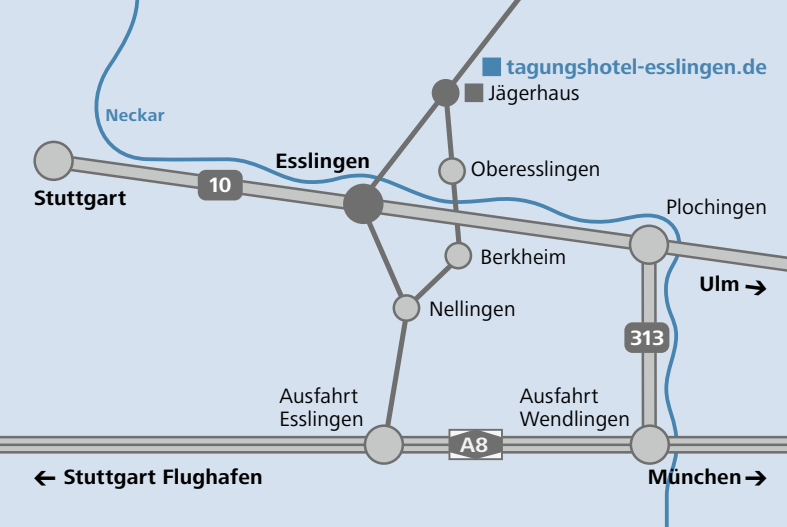 tagungshotel-esslingen.de
Jägerhaus
Neckar
Esslingen
Oberesslingen
10
Stuttgart
Plochingen
Berkheim
Ulm →
Nellingen
313
Ausfahrt
Esslingen
Ausfahrt
Wendlingen
A8
← Stuttgart Flughafen
München →